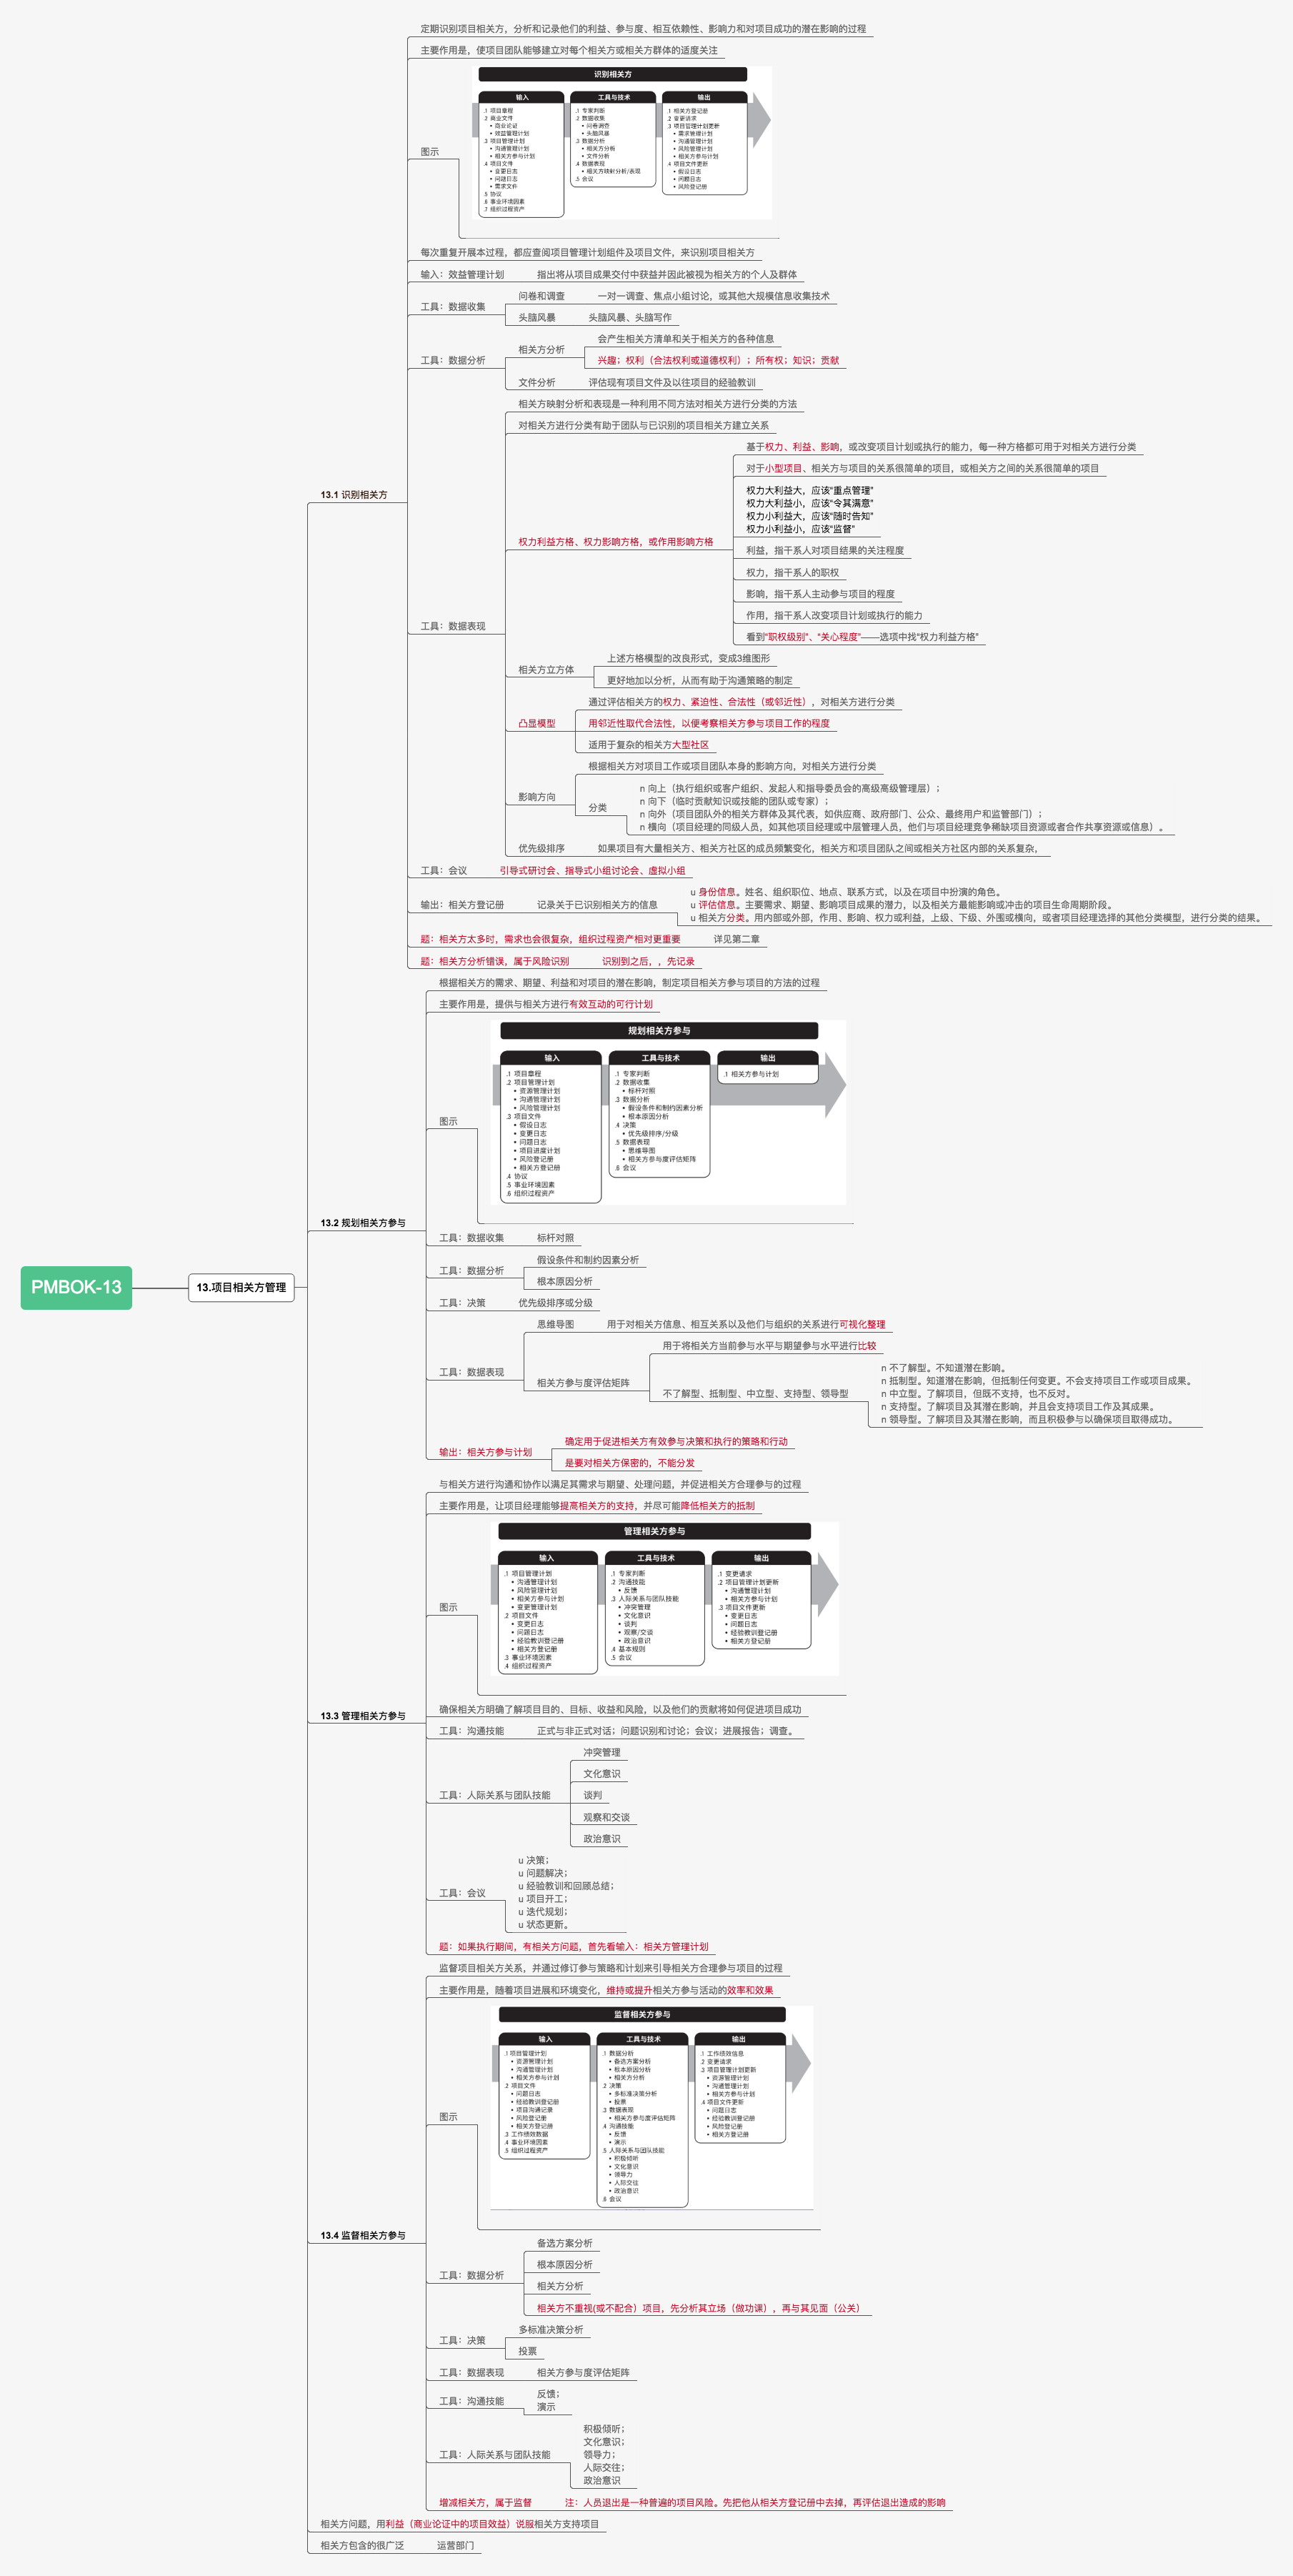 PMBOK-13
13.项目相关方管理
13.1 识别相关方
定期识别项目相关方，分析和记录他们的利益、参与度、相互依赖性、影响力和对项目成功的潜在影响的过程
主要作用是，使项目团队能够建立对每个相关方或相关方群体的适度关注
图示
识别相关方
输入
.1 项目章程
.2 商业文件
• 商业论证
• 效益管理计划
.3 项目管理计划
• 沟通管理计划
• 相关方参与计划
.4 项目文件
• 变更日志
• 问题日志
• 需求文件
.5 协议
.6 事业环境因素
.7 组织过程资产
工具与技术
.1 专家判断
.2 数据收集
• 问卷调查
• 头脑风暴
.3 数据分析
• 相关方分析
• 文件分析
.4 数据表现
• 相关方映射分析/表现
.5 会议
输出
.1 相关方登记册
.2 变更请求
.3 项目管理计划更新
• 需求管理计划
• 沟通管理计划
• 风险管理计划
• 相关方参与计划
.4 项目文件更新
• 假设日志
• 问题日志
• 风险登记册
每次重复开展本过程，都应查阅项目管理计划组件及项目文件，来识别项目相关方
输入：效益管理计划
指出将从项目成果交付中获益并因此被视为相关方的个人及群体
工具：数据收集
问卷和调查
一对一调查、焦点小组讨论，或其他大规模信息收集技术
头脑风暴
头脑风暴、头脑写作
工具：数据分析
相关方分析
会产生相关方清单和关于相关方的各种信息
兴趣；权利（合法权利或道德权利）；所有权；知识；贡献
文件分析
评估现有项目文件及以往项目的经验教训
工具：数据表现
相关方映射分析和表现是一种利用不同方法对相关方进行分类的方法
对相关方进行分类有助于团队与已识别的项目相关方建立关系
权力利益方格、权力影响方格，或作用影响方格
基于权力、利益、影响，或改变项目计划或执行的能力，每一种方格都可用于对相关方进行分类
对于小型项目、相关方与项目的关系很简单的项目，或相关方之间的关系很简单的项目
权力大利益大，应该“重点管理”
权力大利益小，应该“令其满意”
权力小利益大，应该“随时告知”
权力小利益小，应该“监督”
利益，指干系人对项目结果的关注程度
权力，指干系人的职权
影响，指干系人主动参与项目的程度
作用，指干系人改变项目计划或执行的能力
看到“职权级别”、“关心程度”——选项中找“权力利益方格”
相关方立方体
上述方格模型的改良形式，变成3维图形
更好地加以分析，从而有助于沟通策略的制定
凸显模型
通过评估相关方的权力、紧迫性、合法性（或邻近性），对相关方进行分类
用邻近性取代合法性，以便考察相关方参与项目工作的程度
适用于复杂的相关方大型社区
影响方向
根据相关方对项目工作或项目团队本身的影响方向，对相关方进行分类
分类
n 向上（执行组织或客户组织、发起人和指导委员会的高级高级管理层）；
n 向下（临时贡献知识或技能的团队或专家）；
n 向外（项目团队外的相关方群体及其代表，如供应商、政府部门、公众、最终用户和监管部门）；
n 横向（项目经理的同级人员，如其他项目经理或中层管理人员，他们与项目经理竞争稀缺项目资源或者合作共享资源或信息）。
优先级排序
如果项目有大量相关方、相关方社区的成员频繁变化，相关方和项目团队之间或相关方社区内部的关系复杂，
工具：会议
引导式研讨会、指导式小组讨论会、虚拟小组
输出：相关方登记册
记录关于已识别相关方的信息
u 身份信息。姓名、组织职位、地点、联系方式，以及在项目中扮演的角色。
u 评估信息。主要需求、期望、影响项目成果的潜力，以及相关方最能影响或冲击的项目生命周期阶段。
u 相关方分类。用内部或外部，作用、影响、权力或利益，上级、下级、外围或横向，或者项目经理选择的其他分类模型，进行分类的结果。
题：相关方太多时，需求也会很复杂，组织过程资产相对更重要
详见第二章
题：相关方分析错误，属于风险识别
识别到之后，，先记录
13.2 规划相关方参与
根据相关方的需求、期望、利益和对项目的潜在影响，制定项目相关方参与项目的方法的过程
主要作用是，提供与相关方进行有效互动的可行计划
图示
规划相关方参与
输入
.1 项目章程
.2 项目管理计划
• 资源管理计划
• 沟通管理计划
• 风险管理计划
.3 项目文件
• 假设日志
• 变更日志
• 问题日志
• 项目进度计划
• 风险登记册
• 相关方登记册
.4 协议
.5 事业环境因素
.6 组织过程资产
工具与技术
.1 专家判断
.2 数据收集
• 标杆对照
.3 数据分析
• 假设条件和制约因素分析
• 根本原因分析
.4 决策
• 优先级排序/分级
.5 数据表现
• 思维导图
• 相关方参与度评估矩阵
.6 会议
输出
.1 相关方参与计划
工具：数据收集
标杆对照
工具：数据分析
假设条件和制约因素分析
根本原因分析
工具：决策
优先级排序或分级
工具：数据表现
思维导图
用于对相关方信息、相互关系以及他们与组织的关系进行可视化整理
相关方参与度评估矩阵
用于将相关方当前参与水平与期望参与水平进行比较
不了解型、抵制型、中立型、支持型、领导型
n 不了解型。不知道潜在影响。
n 抵制型。知道潜在影响，但抵制任何变更。不会支持项目工作或项目成果。
n 中立型。了解项目，但既不支持，也不反对。
n 支持型。了解项目及其潜在影响，并且会支持项目工作及其成果。
n 领导型。了解项目及其潜在影响，而且积极参与以确保项目取得成功。
输出：相关方参与计划
确定用于促进相关方有效参与决策和执行的策略和行动
是要对相关方保密的，不能分发
13.3 管理相关方参与
与相关方进行沟通和协作以满足其需求与期望、处理问题，并促进相关方合理参与的过程
主要作用是，让项目经理能够提高相关方的支持，并尽可能降低相关方的抵制
图示
管理相关方参与
输入
.1 项目管理计划
• 沟通管理计划
• 风险管理计划
• 相关方参与计划
• 变更管理计划
.2 项目文件
• 变更日志
• 问题日志
• 经验教训登记册
• 相关方登记册
.3 事业环境因素
.4 组织过程资产
工具与技术
.1 专家判断
.2 沟通技能
• 反馈
.3 人际关系与团队技能
• 冲突管理
• 文化意识
• 谈判
• 观察/交谈
• 政治意识
.4 基本规则
.5 会议
输出
.1 变更请求
.2 项目管理计划更新
• 沟通管理计划
• 相关方参与计划
.3 项目文件更新
• 变更日志
• 问题日志
• 经验教训登记册
• 相关方登记册
确保相关方明确了解项目目的、目标、收益和风险，以及他们的贡献将如何促进项目成功
工具：沟通技能
正式与非正式对话；问题识别和讨论；会议；进展报告；调查。
工具：人际关系与团队技能
冲突管理
文化意识
谈判
观察和交谈
政治意识
工具：会议
u 决策；
u 问题解决；
u 经验教训和回顾总结；
u 项目开工；
u 迭代规划；
u 状态更新。
题：如果执行期间，有相关方问题，首先看输入：相关方管理计划
13.4 监督相关方参与
监督项目相关方关系，并通过修订参与策略和计划来引导相关方合理参与项目的过程
主要作用是，随着项目进展和环境变化，维持或提升相关方参与活动的效率和效果
图示
监督相关方参与
输入
.1 项目管理计划
• 资源管理计划
• 沟通管理计划
• 相关方参与计划
.2 项目文件
• 问题日志
• 经验教训登记册
• 项目沟通记录
• 风险登记册
• 相关方登记册
.3 工作绩效数据
.4 事业环境因素
.5 组织过程资产
工具与技术
.1 数据分析
• 备选方案分析
• 根本原因分析
• 相关方分析
.2 决策
• 多标准决策分析
• 投票
.3 数据表现
• 相关方参与度评估矩阵
.4 沟通技能
• 反馈
• 演示
.5 人际关系与团队技能
• 积极倾听
• 文化意识
• 领导力
• 人际交往
• 政治意识
.6 会议
输出
.1 工作绩效信息
.2 变更请求
.3 项目管理计划更新
• 资源管理计划
• 沟通管理计划
• 相关方参与计划
.4 项目文件更新
• 问题日志
• 经验教训登记册
• 风险登记册
• 相关方登记册
工具：数据分析
备选方案分析
根本原因分析
相关方分析
相关方不重视(或不配合）项目，先分析其立场（做功课），再与其见面（公关）
工具：决策
多标准决策分析
投票
工具：数据表现
相关方参与度评估矩阵
工具：沟通技能
反馈；
演示
工具：人际关系与团队技能
积极倾听；
文化意识；
领导力；
人际交往；
政治意识
增减相关方，属于监督
注：人员退出是一种普遍的项目风险。先把他从相关方登记册中去掉，再评估退出造成的影响
相关方问题，用利益（商业论证中的项目效益）说服相关方支持项目
相关方包含的很广泛
运营部门